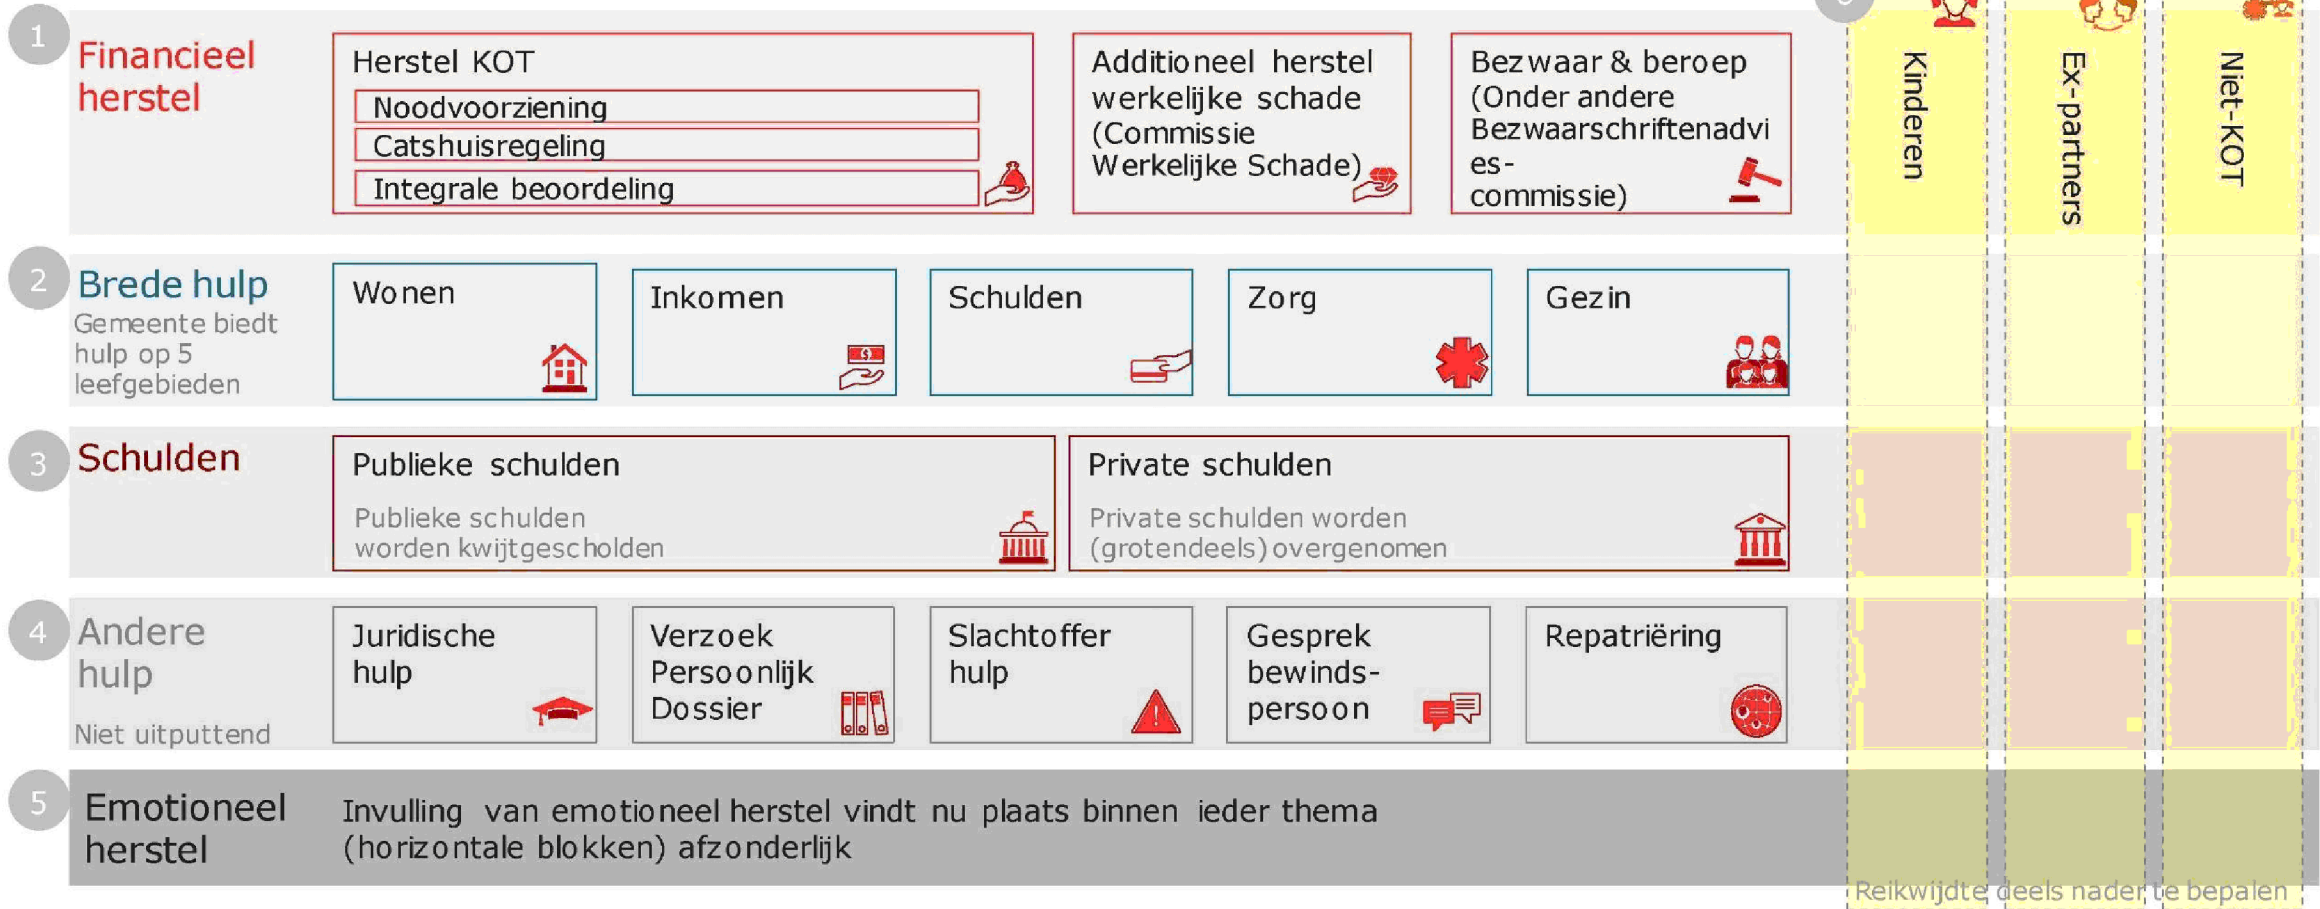 1
Financieel
herstel
Herstel KOT
Noodvoorziening
Catshuisregeling
Integrale beoordeling
Additioneel herstel
werkelijke schade
(Commissie
Werkelijke Schade)
Bezwaar & beroep
(Onder andere
Bezwaarschriftenadvi
es-
commissie)
Kinderen
Ex-partners
Niet-KOT
2
Brede hulp
Gemeente biedt
hulp op 5
leefgebieden
Wonen
Inkomen
Schulden
Zorg
Gezin
3
Schulden
Publieke schulden
Publieke schulden
worden kwijtgescholden
Private schulden
Private schulden worden
(grotendeels) overgenomen
4
Andere
hulp
Niet uitputtend
Juridische
hulp
Verzoek
Persoonlijk
Dossier
Slachtoffer
hulp
Gesprek
bewinds-
persoon
Repatriëring
5
Emotioneel
herstel
Invulling van emotioneel herstel vindt nu plaats binnen ieder thema
(horizontale blokken) afzonderlijk
Reikwijdte deels nader te bepalen